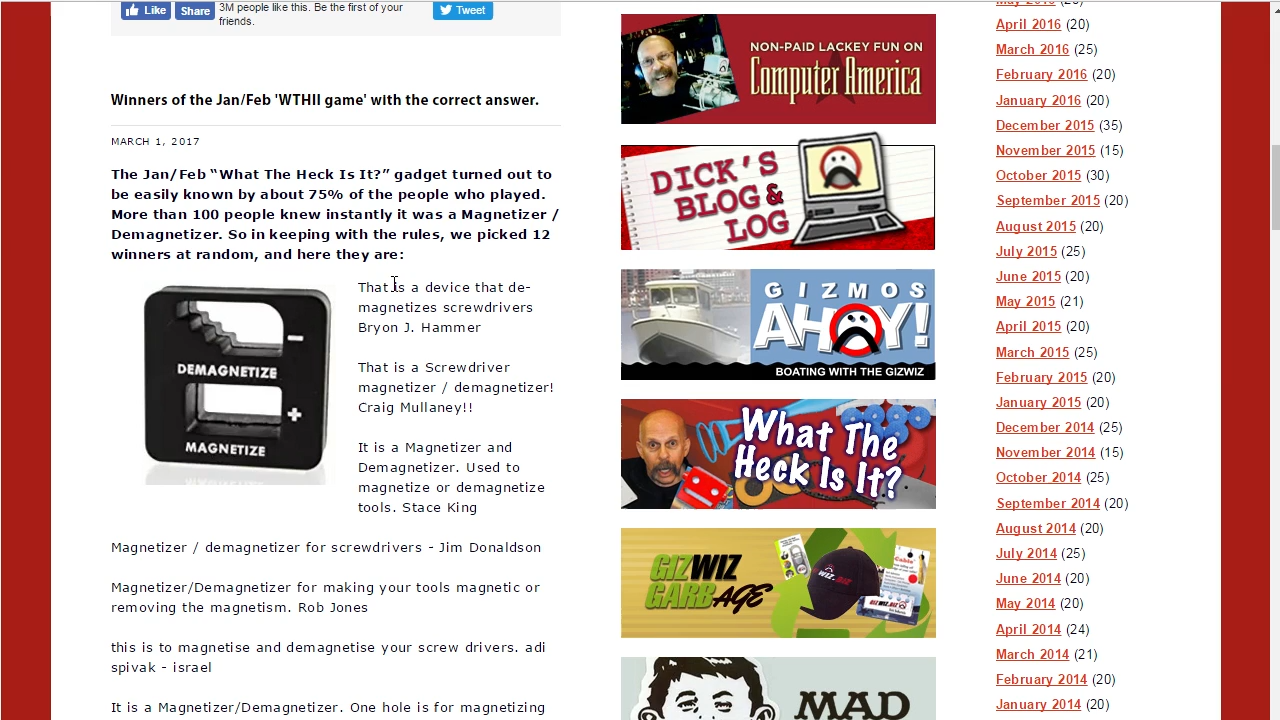 Like
Share
3M people like this. Be the first of your
friends.
Tweet
Winners of the Jan/Feb 'WTHII game' with the correct answer.
MARCH 1, 2017
The Jan/Feb “What The Heck Is It?” gadget turned out to
be easily known by about 75% of the people who played.
More than 100 people knew instantly it was a Magnetizer /
Demagnetizer. So in keeping with the rules, we picked 12
winners at random, and here they are:
DEMAGNETIZE
MAGNETIZE
That is a device that de-
magnetizes screwdrivers
Bryon J. Hammer
That is a Screwdriver
magnetizer / demagnetizer!
Craig Mullaney!!
It is a Magnetizer and
Demagnetizer. Used to
magnetize or demagnetize
tools. Stace King
Magnetizer / demagnetizer for screwdrivers - Jim Donaldson
Magnetizer/Demagnetizer for making your tools magnetic or
removing the magnetism. Rob Jones
this is to magnetise and demagnetise your screw drivers. adi
spivak - israel
It is a Magnetizer/Demagnetizer. One hole is for magnetizing
NON-PAID LACKEY FUN ON
Computer America
DICK'S
BLOG &
LOG
GIZMOS
AHOY!
BOATING WITH THE GIZWIZ
What The
Heck Is It?
GIZWIZ
GARBAGE
MAD
May 2016 (20)
April 2016 (20)
March 2016 (25)
February 2016 (20)
January 2016 (20)
December 2015 (35)
November 2015 (15)
October 2015 (30)
September 2015 (20)
August 2015 (20)
July 2015 (25)
June 2015 (20)
May 2015 (21)
April 2015 (20)
March 2015 (25)
February 2015 (20)
January 2015 (20)
December 2014 (25)
November 2014 (15)
October 2014 (25)
September 2014 (20)
August 2014 (20)
July 2014 (25)
June 2014 (20)
May 2014 (20)
April 2014 (24)
March 2014 (21)
February 2014 (20)
January 2014 (20)